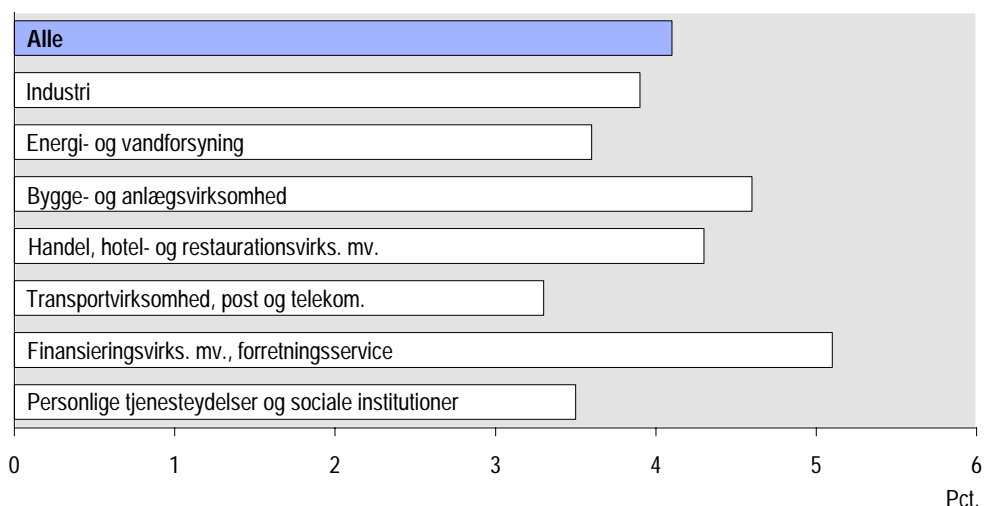 Alle
Industri
Energi- og vandforsyning
Bygge- og anlægsvirksomhed
Handel, hotel- og restaurationsvirks. mv.
Transportvirksomhed, post og telekom.
Finansieringsvirks. mv., forretningsservice
Personlige tjenesteydelser og sociale institutioner
0 1 2 3 4 5 6
Pct.